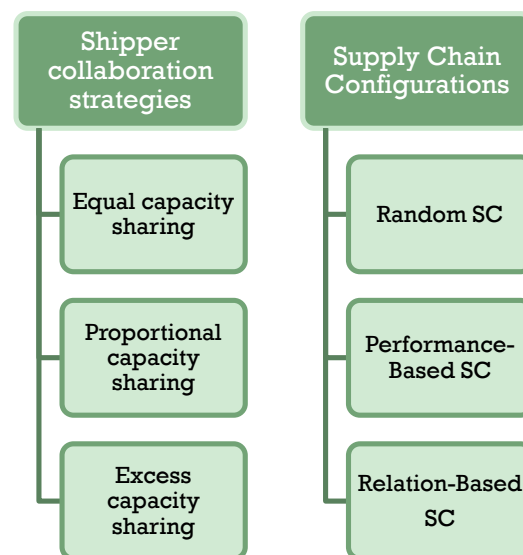 Shipper
collaboration
strategies
Equal capacity
sharing
Proportional
capacity
sharing
Excess
capacity
sharing
Supply Chain
Configurations
Random SC
Performance-
Based SC
Relation-Based
SC